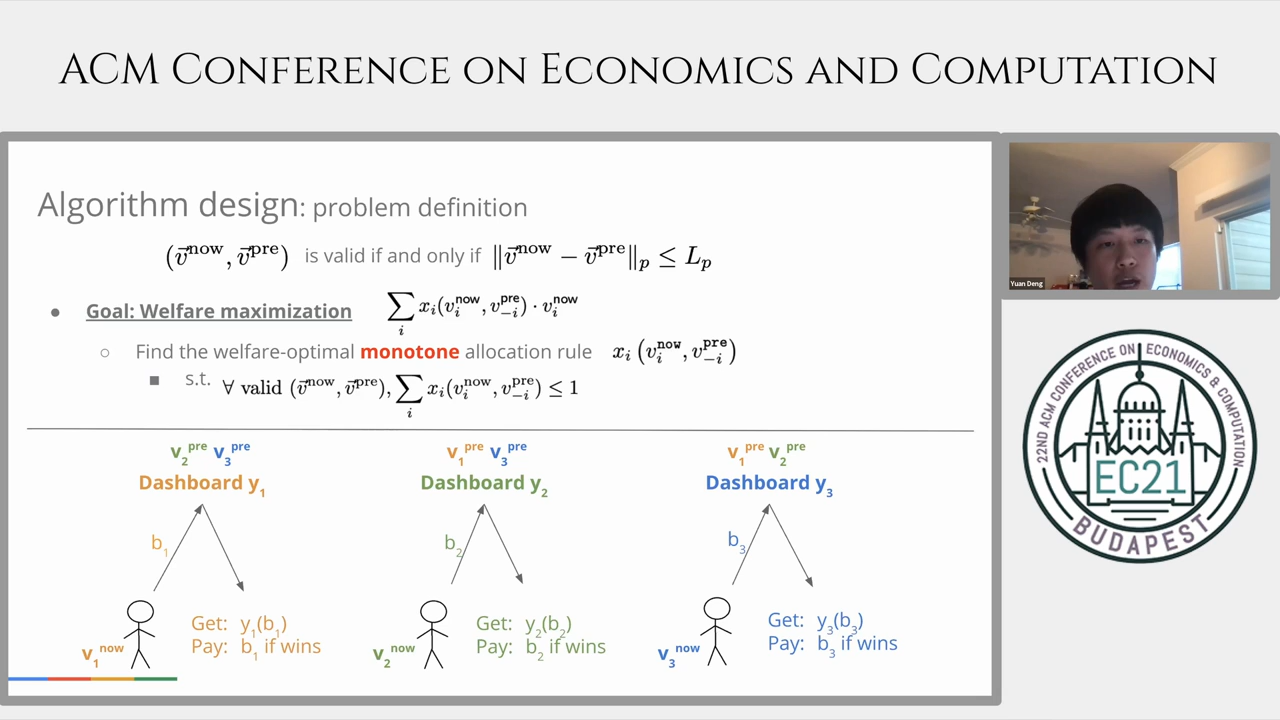 ACM Conference on Economics and Computation
Algorithm design: problem definition
(v⃗^now, v⃗^pre) is valid if and only if ‖v⃗^now − v⃗^pre‖_p ≤ L_p
● Goal: Welfare maximization ∑_i x_i(v_i^now, v_{-i}^pre) · v_i^now
○ Find the welfare-optimal monotone allocation rule x_i(v_i^now, v_{-i}^pre)
■ s.t. ∀ valid (v⃗^now, v⃗^pre), ∑_i x_i(v_i^now, v_{-i}^pre) ≤ 1
v_2^pre v_3^pre
Dashboard y_1
b_1
Get: y_1(b_1)
Pay: b_1 if wins
v_1^now
v_1^pre v_3^pre
Dashboard y_2
b_2
Get: y_2(b_2)
Pay: b_2 if wins
v_2^now
v_1^pre v_2^pre
Dashboard y_3
b_3
Get: y_3(b_3)
Pay: b_3 if wins
v_3^now
Yuan Deng
22ND ACM CONFERENCE ON ECONOMICS & COMPUTATION
EC21
BUDAPEST